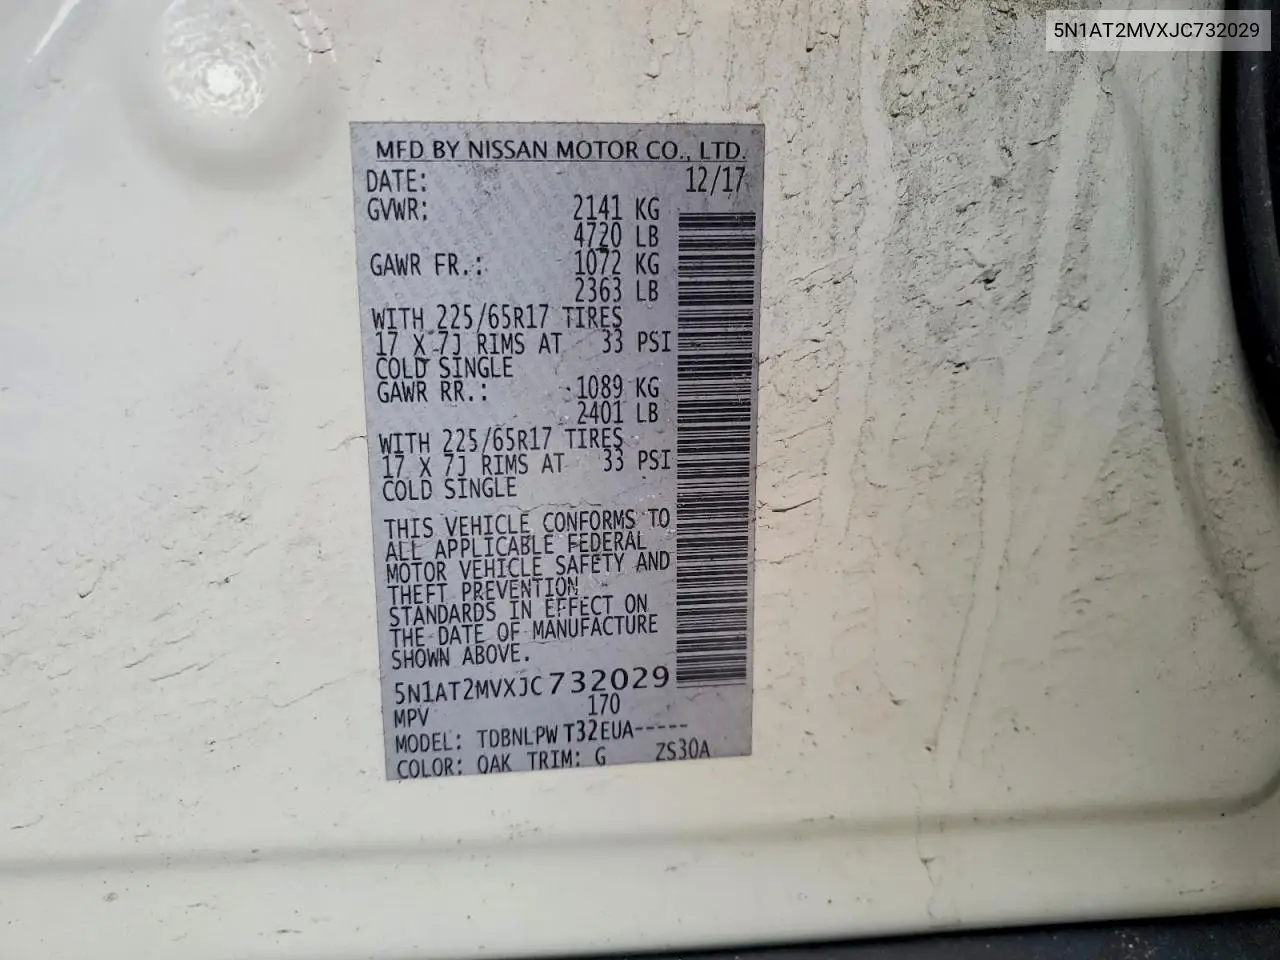 5N1AT2MVXJC732029
MFD BY NISSAN MOTOR CO., LTD.
DATE: 12/17
GVWR: 2141 KG
4720 LB
GAWR FR.: 1072 KG
2363 LB
WITH 225/65R17 TIRES
17 X 7J RIMS AT 33 PSI
COLD SINGLE
GAWR RR.: 1089 KG
2401 LB
WITH 225/65R17 TIRES
17 X 7J RIMS AT 33 PSI
COLD SINGLE
THIS VEHICLE CONFORMS TO
ALL APPLICABLE FEDERAL
MOTOR VEHICLE SAFETY AND
THEFT PREVENTION
STANDARDS IN EFFECT ON
THE DATE OF MANUFACTURE
SHOWN ABOVE.
5N1AT2MVXJC732029
MPV 170
MODEL: TDBNLPW T32EUA-----
COLOR: QAK TRIM: G ZS30A